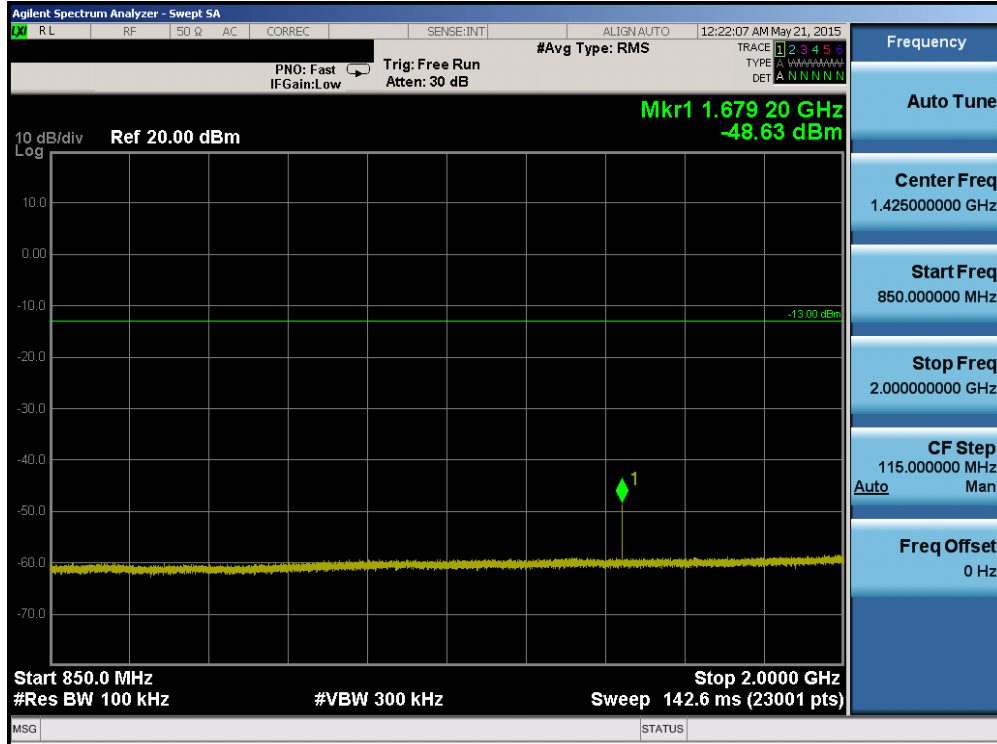 Agilent Spectrum Analyzer - Swept SA
LXI RL RF 50 Ω AC CORREC SENSE:INT ALIGN AUTO 12:22:07 AM May 21, 2015
#Avg Type: RMS TRACE 1 2 3 4 5 6
PNO: Fast Trig: Free Run TYPE A WWWWW
IFGain:Low Atten: 30 dB DET A N N N N N
Mkr1 1.679 20 GHz
-48.63 dBm
10 dB/div Ref 20.00 dBm
Log
10.0
0.00
-10.0
-13.00 dBm
-20.0
-30.0
-40.0
1
-50.0
-60.0
-70.0
Start 850.0 MHz Stop 2.0000 GHz
#Res BW 100 kHz #VBW 300 kHz Sweep 142.6 ms (23001 pts)
MSG STATUS
Frequency
Auto Tune
Center Freq
1.425000000 GHz
Start Freq
850.000000 MHz
Stop Freq
2.000000000 GHz
CF Step
115.000000 MHz
Auto Man
Freq Offset
0 Hz